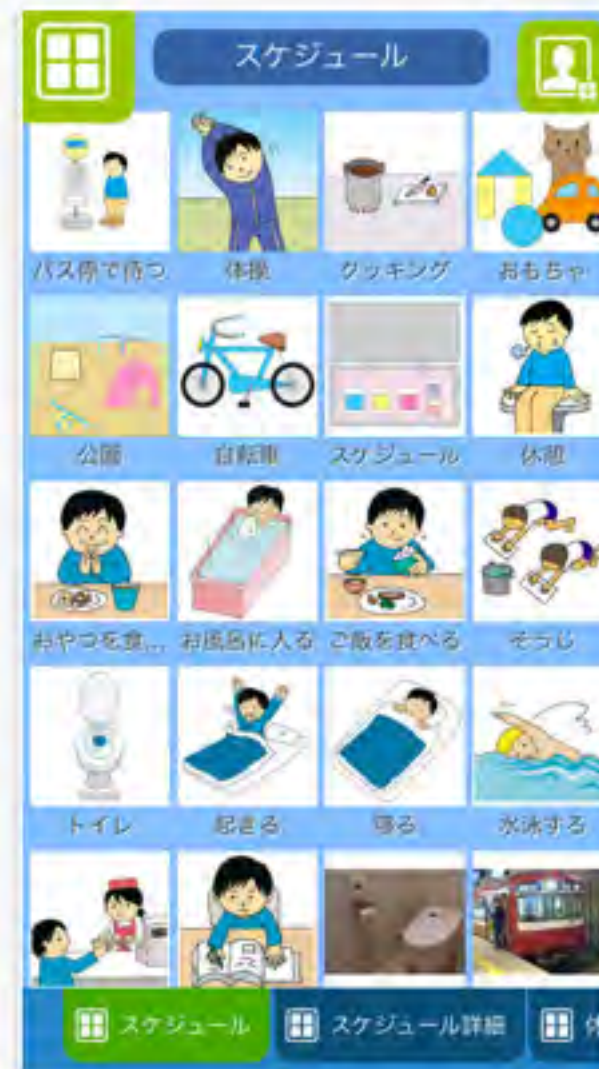 スケジュール
バス停で待つ
体操
クッキング
おもちゃ
公園
自転車
スケジュール
休憩
おやつを食...
お風呂に入る
ご飯を食べる
そうじ
トイレ
起きる
寝る
水泳する
スケジュール
スケジュール詳細